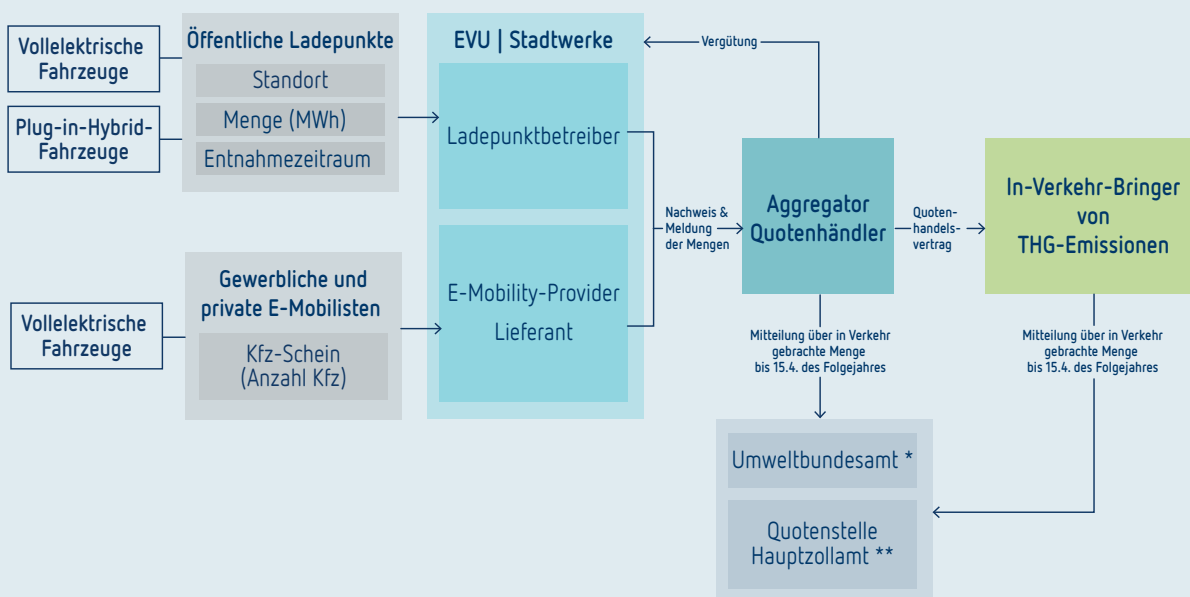 Vollelektrische
Fahrzeuge
Plug-in-Hybrid-
Fahrzeuge
Öffentliche Ladepunkte
Standort
Menge (MWh)
Entnahmezeitraum
Vollelektrische
Fahrzeuge
Gewerbliche und
private E-Mobilisten
Kfz-Schein
(Anzahl Kfz)
EVU | Stadtwerke
Ladepunktbetreiber
E-Mobility-Provider
Lieferant
Vergütung
Nachweis &
Meldung
der Mengen
Aggregator
Quotenhändler
Quoten-
handels-
vertrag
In-Verkehr-Bringer
von
THG-Emissionen
Mitteilung über in Verkehr
gebrachte Menge
bis 15.4. des Folgejahres
Mitteilung über in Verkehr
gebrachte Menge
bis 15.4. des Folgejahres
Umweltbundesamt *
Quotenstelle
Hauptzollamt **